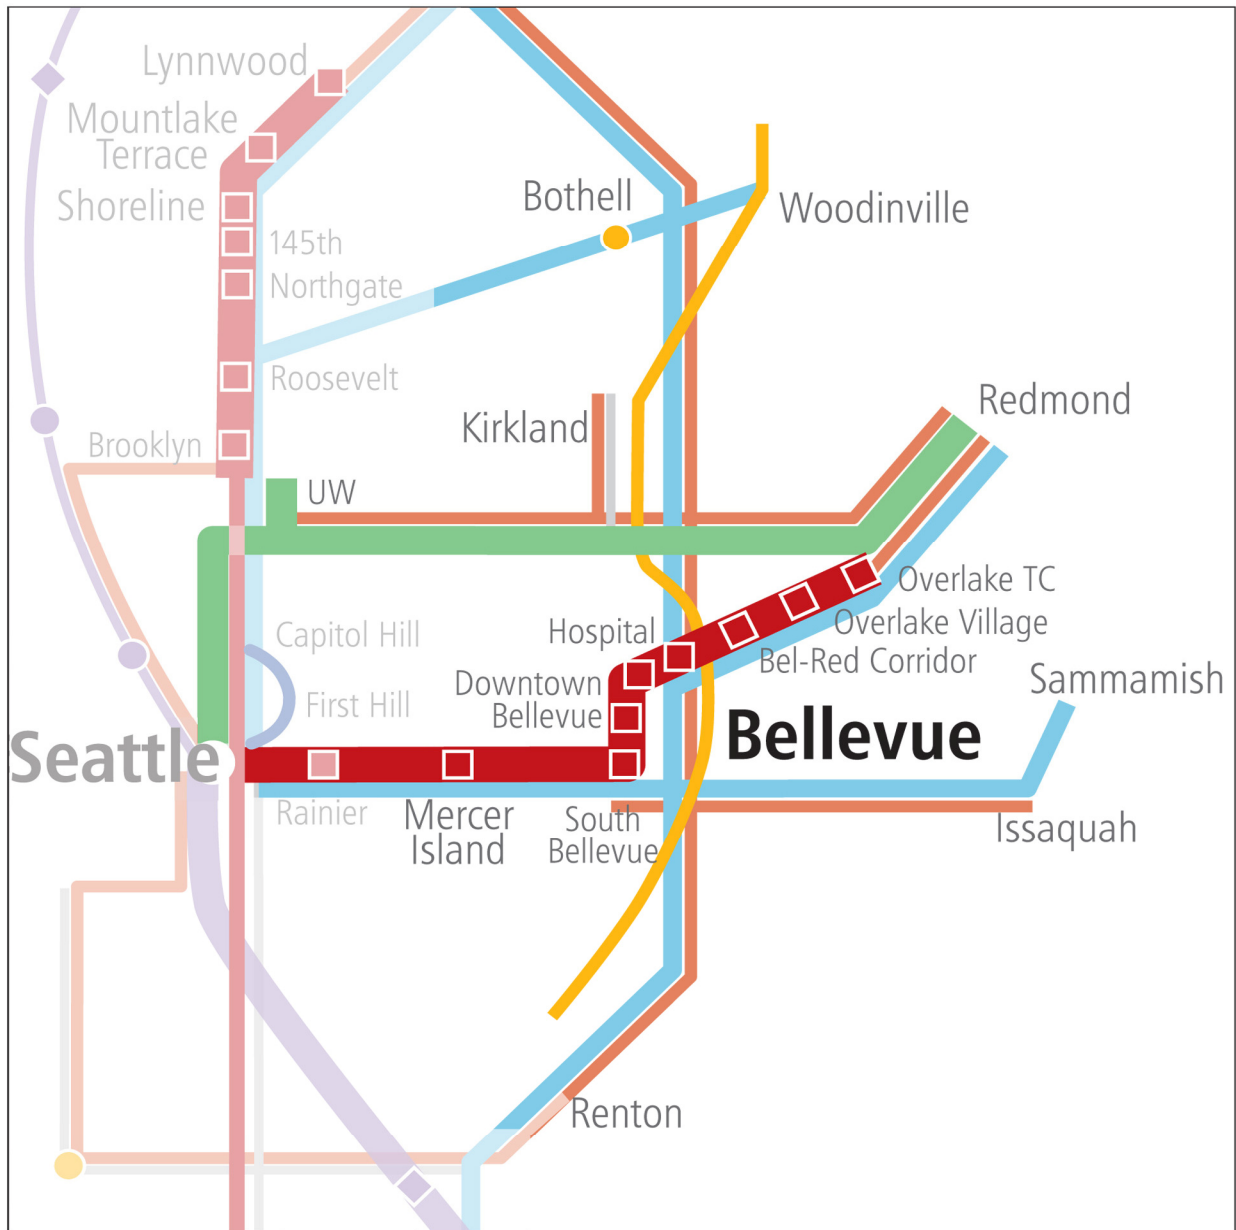 Lynnwood
Mountlake
Terrace
Shoreline
145th
Northgate
Roosevelt
Brooklyn
Bothell
Woodinville
Kirkland
Redmond
UW
Overlake TC
Overlake Village
Hospital
Bel-Red Corridor
Capitol Hill
First Hill
Downtown
Bellevue
Sammamish
Bellevue
Seattle
Rainier
Mercer
Island
South
Bellevue
Issaquah
Renton